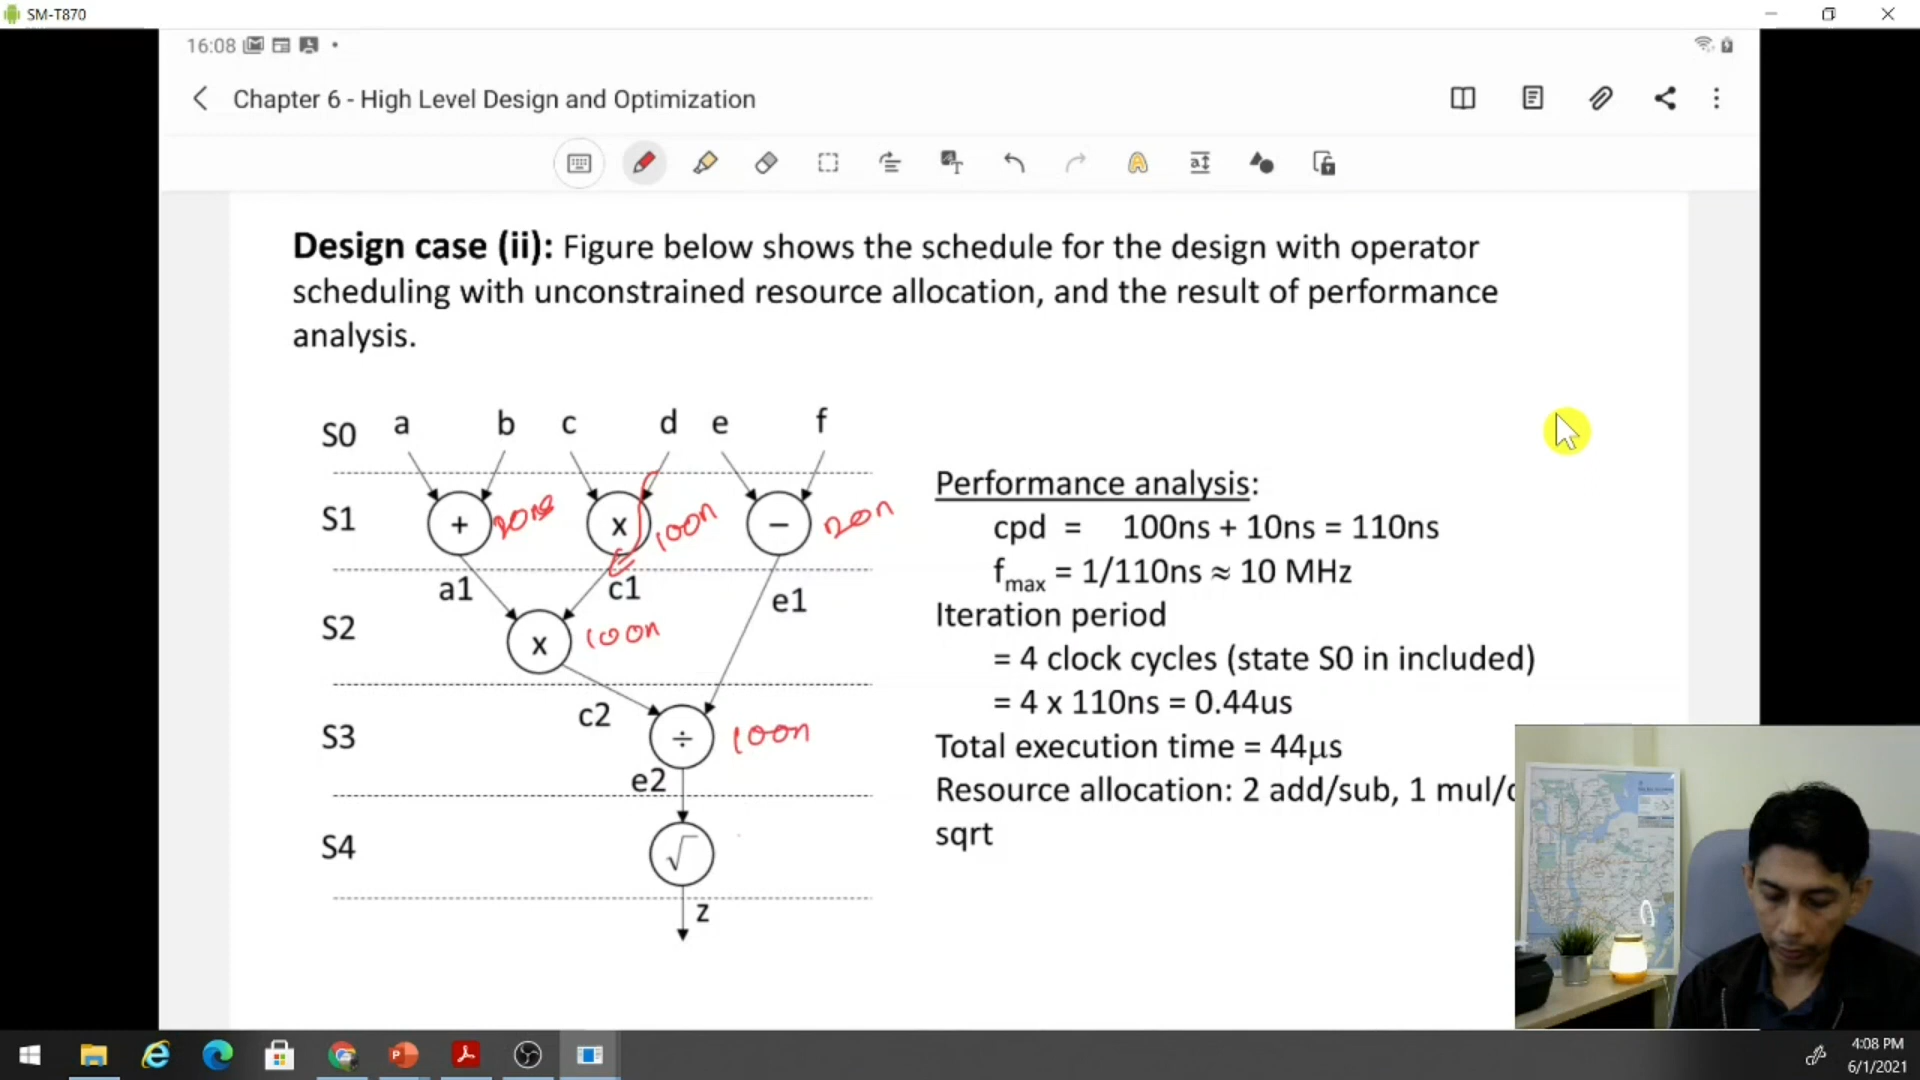 SM-T870
16:08
Chapter 6 - High Level Design and Optimization
Design case (ii): Figure below shows the schedule for the design with operator
scheduling with unconstrained resource allocation, and the result of performance
analysis.
S0 a b c d e f
S1 + 20ns x 100n − 20n
a1 c1 e1
S2 x 100n
c2
S3 ÷ 100n
e2
S4 √
z
Performance analysis:
cpd = 100ns + 10ns = 110ns
fmax = 1/110ns ≈ 10 MHz
Iteration period
= 4 clock cycles (state S0 in included)
= 4 x 110ns = 0.44us
Total execution time = 44µs
Resource allocation: 2 add/sub, 1 mul/
sqrt
4:08 PM
6/1/2021